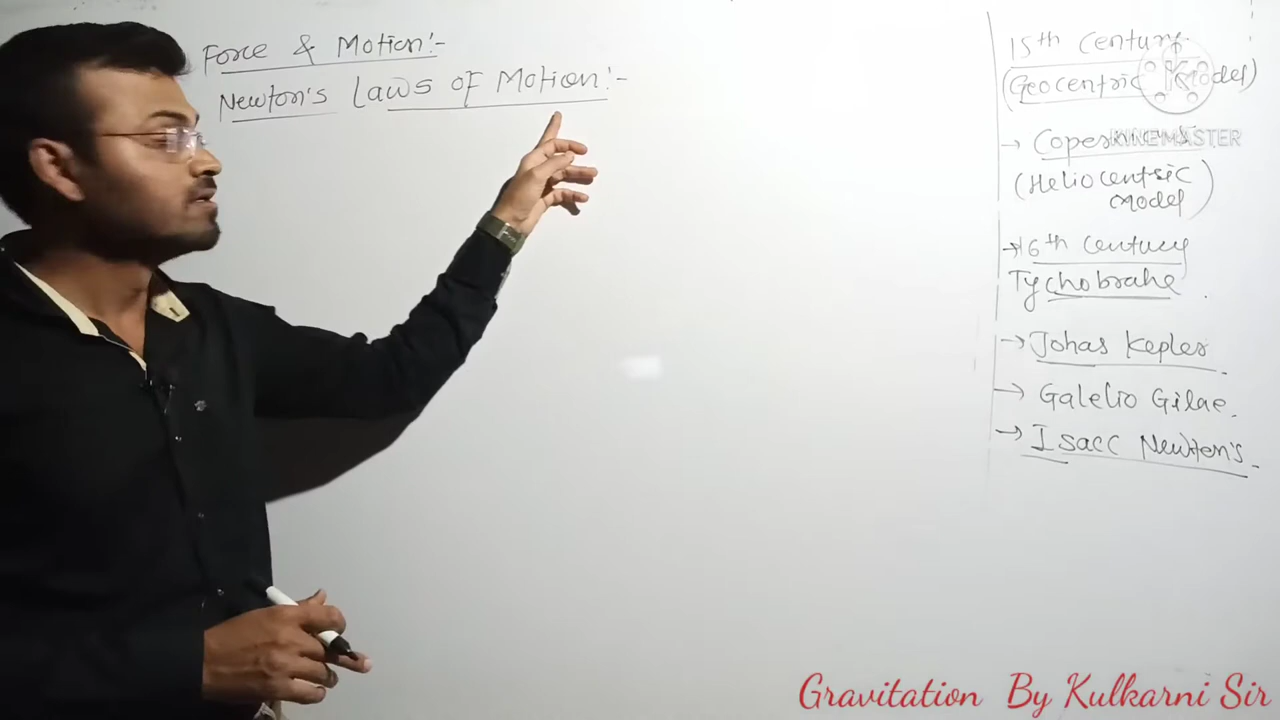 Force & Motion:-
Newton's Laws of Motion:-
15th Century
(Geocentric Model)
→ Copernicus
(Heliocentric
model)
→ 16th Century
Tychobrahe
→ Johas Kepler
→ Galelio Gilae.
→ Isacc Newton's.
KINEMASTER
Gravitation By Kulkarni Sir